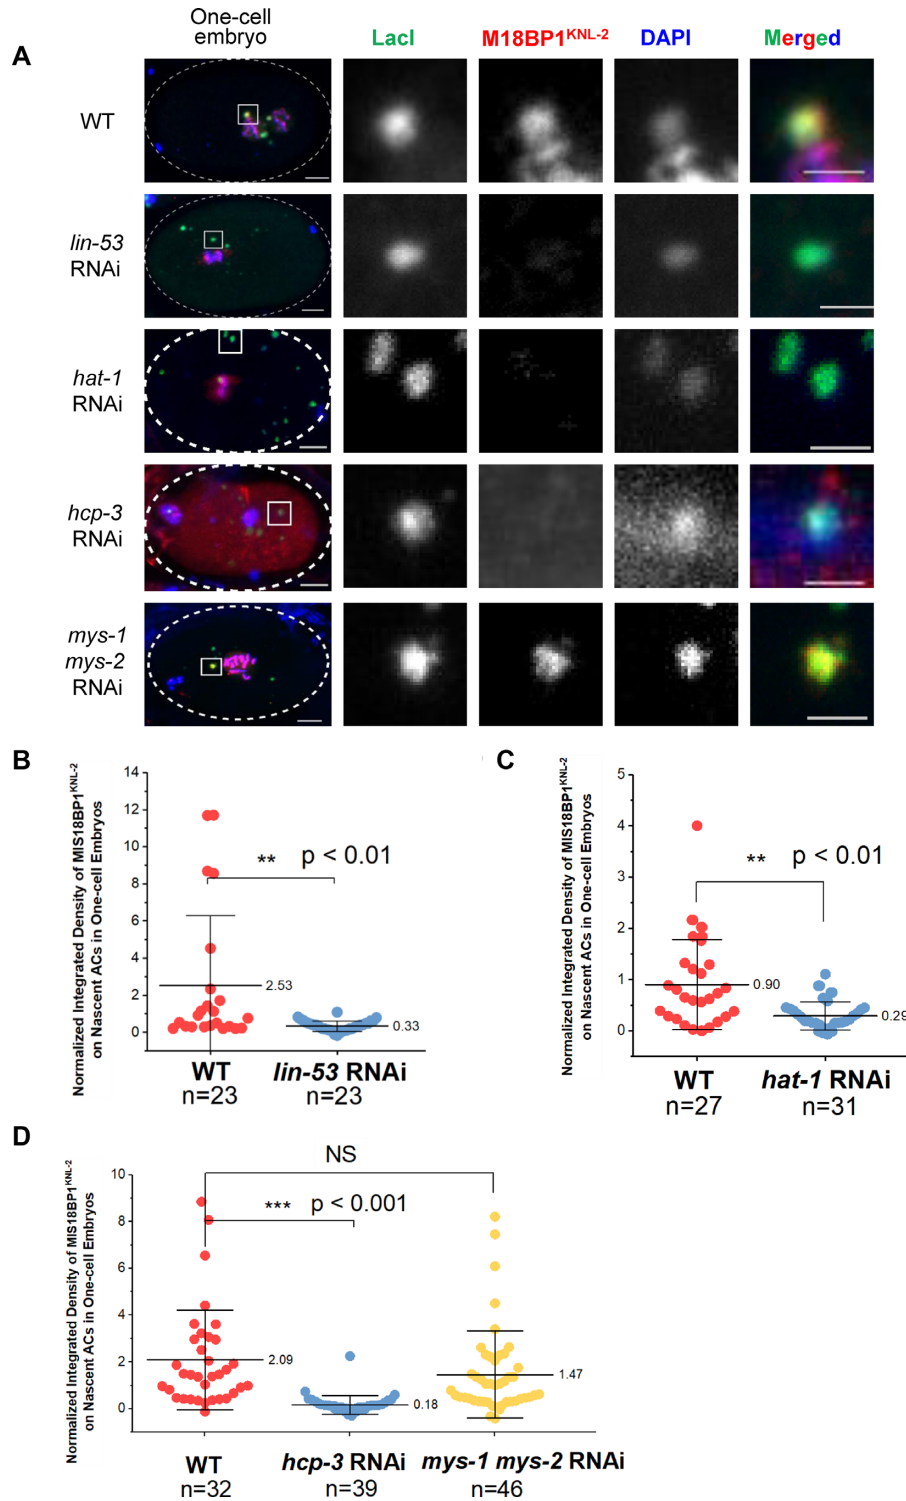 A
One-cell
embryo
LacI
M18BP1KNL-2
DAPI
Merged
WT
lin-53
RNAi
hat-1
RNAi
hcp-3
RNAi
mys-1
mys-2
RNAi
B
Normalized Integrated Density of MIS18BP1KNL-2
on Nascent ACs in One-cell Embryos
14
12
10
8
6
4
2
0
** p < 0.01
2.53
0.33
WT
n=23
lin-53 RNAi
n=23
C
Normalized Integrated Density of MIS18BP1KNL-2
on Nascent ACs in One-cell Embryos
5
4
3
2
1
0
** p < 0.01
0.90
0.29
WT
n=27
hat-1 RNAi
n=31
D
Normalized Integrated Density of MIS18BP1KNL-2
on Nascent ACs in One-cell Embryos
10
8
6
4
2
0
NS
*** p < 0.001
2.09
0.18
1.47
WT
n=32
hcp-3 RNAi
n=39
mys-1 mys-2 RNAi
n=46